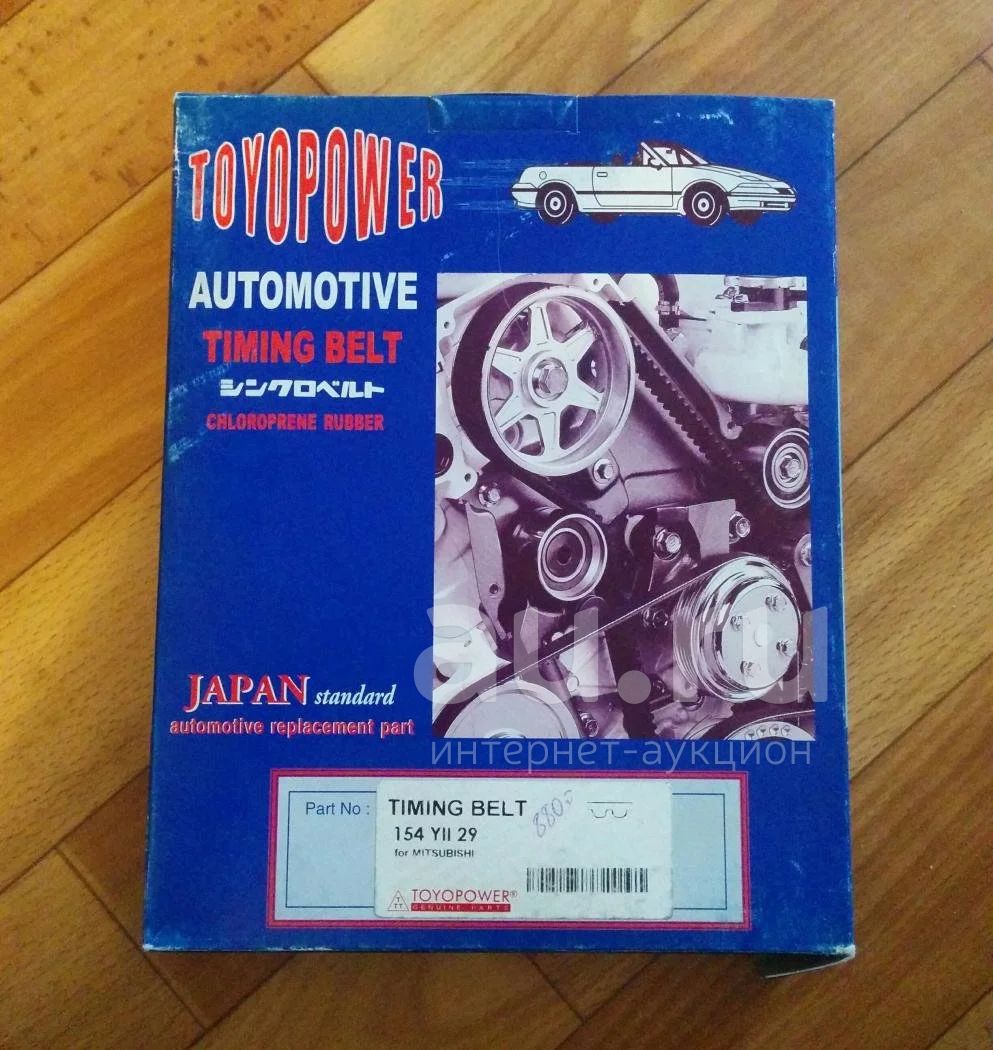 TOYOPOWER
AUTOMOTIVE
TIMING BELT
シンクロベルト
CHLOROPRENE RUBBER
JAPAN standard
automotive replacement part
au.ru
интернет-аукцион
Part No :
TIMING BELT
154 YII 29
for MITSUBISHI
TOYOPOWER®
GENUINE PARTS